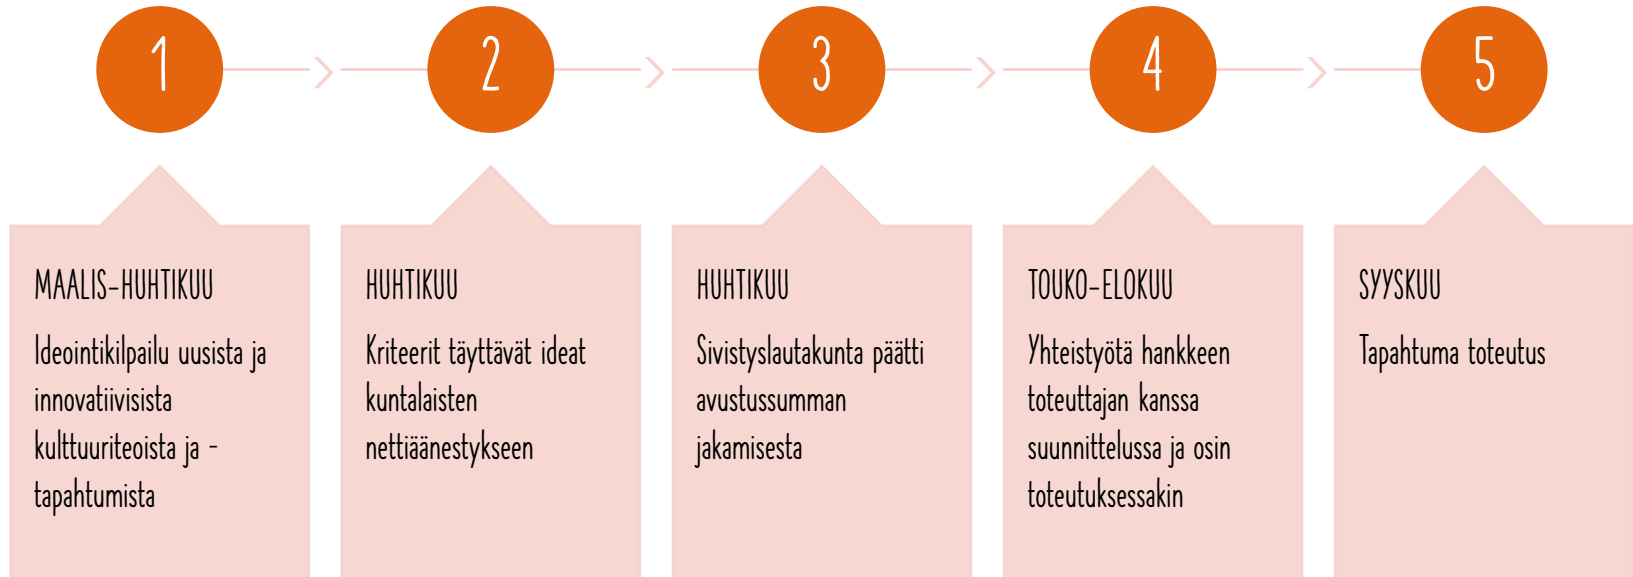 1
2
3
4
5
MAALIS-HUHTIKUU
Ideointikilpailu uusista ja
innovatiivisista
kulttuuriteoista ja -
tapahtumista
HUHTIKUU
Kriteerit täyttävät ideat
kuntalaisten
nettiäänestykseen
HUHTIKUU
Sivistyslautakunta päätti
avustussumman
jakamisesta
TOUKO-ELOKUU
Yhteistyötä hankkeen
toteuttajan kanssa
suunnittelussa ja osin
toteutuksessakin
SYYSKUU
Tapahtuma toteutus